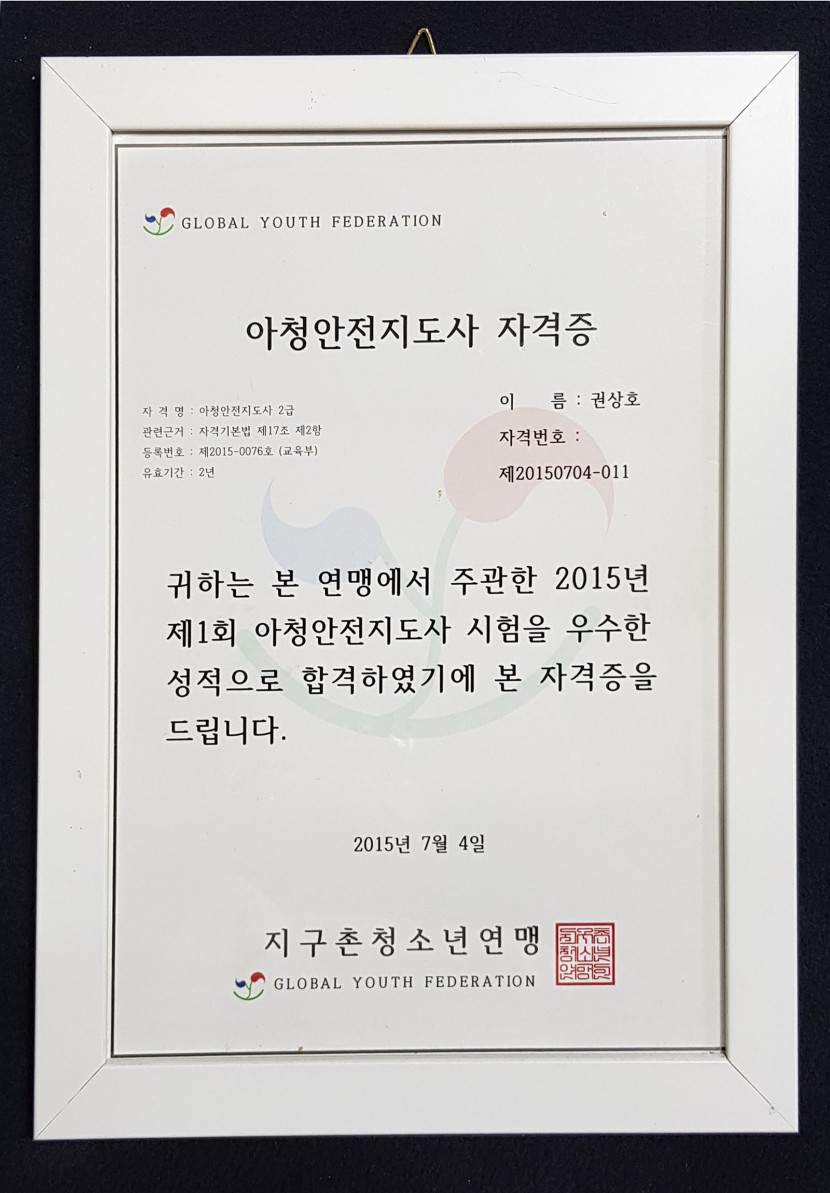 GLOBAL YOUTH FEDERATION
아청안전지도사 자격증
자 격 명 : 아청안전지도사 2급
관련근거 : 자격기본법 제17조 제2항
등록번호 : 제2015-0076호 (교육부)
유효기간 : 2년
이 름 : 권상호
자격번호 :
제20150704-011
귀하는 본 연맹에서 주관한 2015년
제1회 아청안전지도사 시험을 우수한
성적으로 합격하였기에 본 자격증을
드립니다.
2015년 7월 4일
지구촌청소년연맹
GLOBAL YOUTH FEDERATION